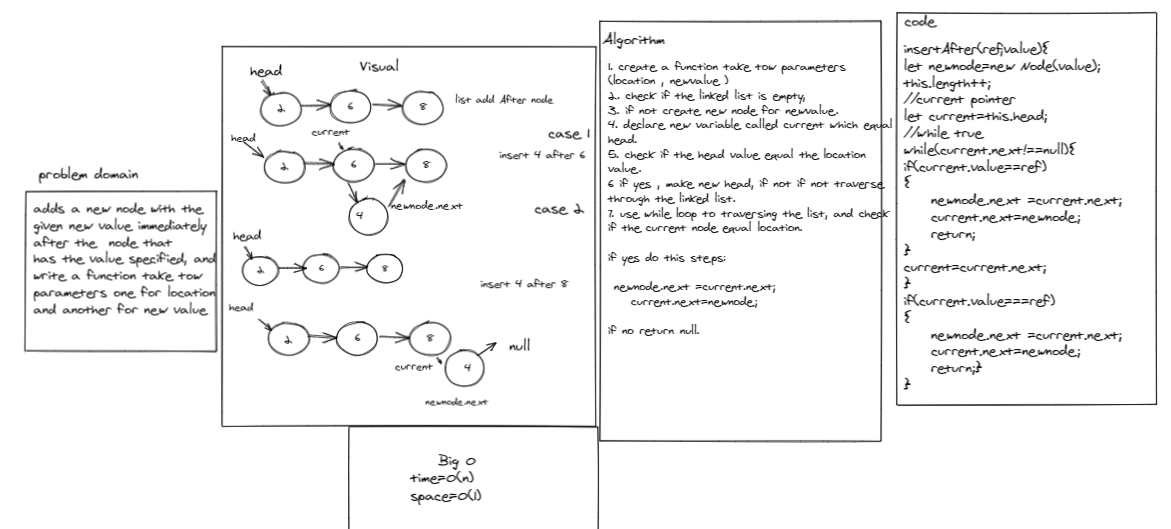 problem domain
adds a new node with the
given new value immediately
after the node that
has the value specified, and
write a function take tow
parameters one for location
and another for new value
Visual
head
2
6
8
list add After node
case 1
current
head
insert 4 after 6
2
6
8
4
newnode.next
case 2
head
2
6
8
insert 4 after 8
head
2
6
8
null
current
4
newnode.next
Big O
time=O(n)
space=O(1)
Algorithm
1. create a function take tow parameters
(location , newvalue )
2. check if the linked list is empty,
3. if not create new node for newvalue.
4. declare new variable called current which equal
head.
5. check if the head value equal the location
value.
6 if yes , make new head, if not if not traverse
through the linked list.
7. use while loop to traversing the list, and check
if the current node equal location.
if yes do this steps:
newnode.next =current.next;
current.next=newnode;
if no return null.
code
insertAfter(ref,value){
let newnode=new Node(value);
this.length++;
//current pointer
let current=this.head;
//while true
while(current.next!==null){
if(current.value==ref)
{
newnode.next =current.next;
current.next=newnode;
return;
}
current=current.next;
}
if(current.value===ref)
{
newnode.next =current.next;
current.next=newnode;
return;}
}